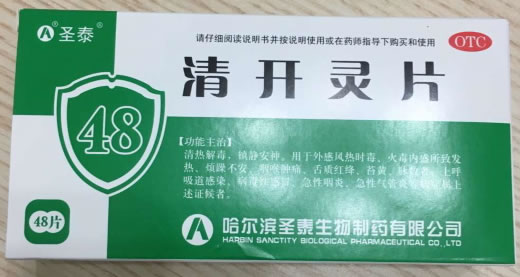 圣泰
请仔细阅读说明书并按说明使用或在药师指导下购买和使用
OTC
清开灵片
48
【功能主治】
清热解毒,镇静安神。用于外感风热时毒、火毒内盛所致发
热、烦躁不安、咽喉肿痛、舌质红绛、苔黄、脉数者;上呼
吸道感染、病毒性感冒、急性咽炎、急性气管炎等病症属上
述证候者。
48片
哈尔滨圣泰生物制药有限公司
HARBIN SANCTITY BIOLOGICAL PHARMACEUTICAL CO.,LTD.